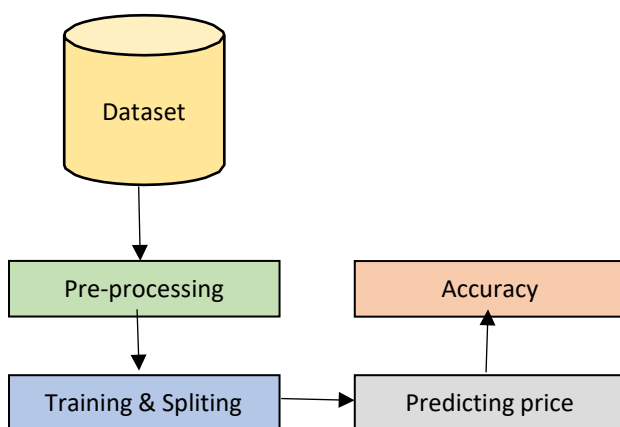 Dataset
Pre-processing
Accuracy
Training & Spliting
Predicting price